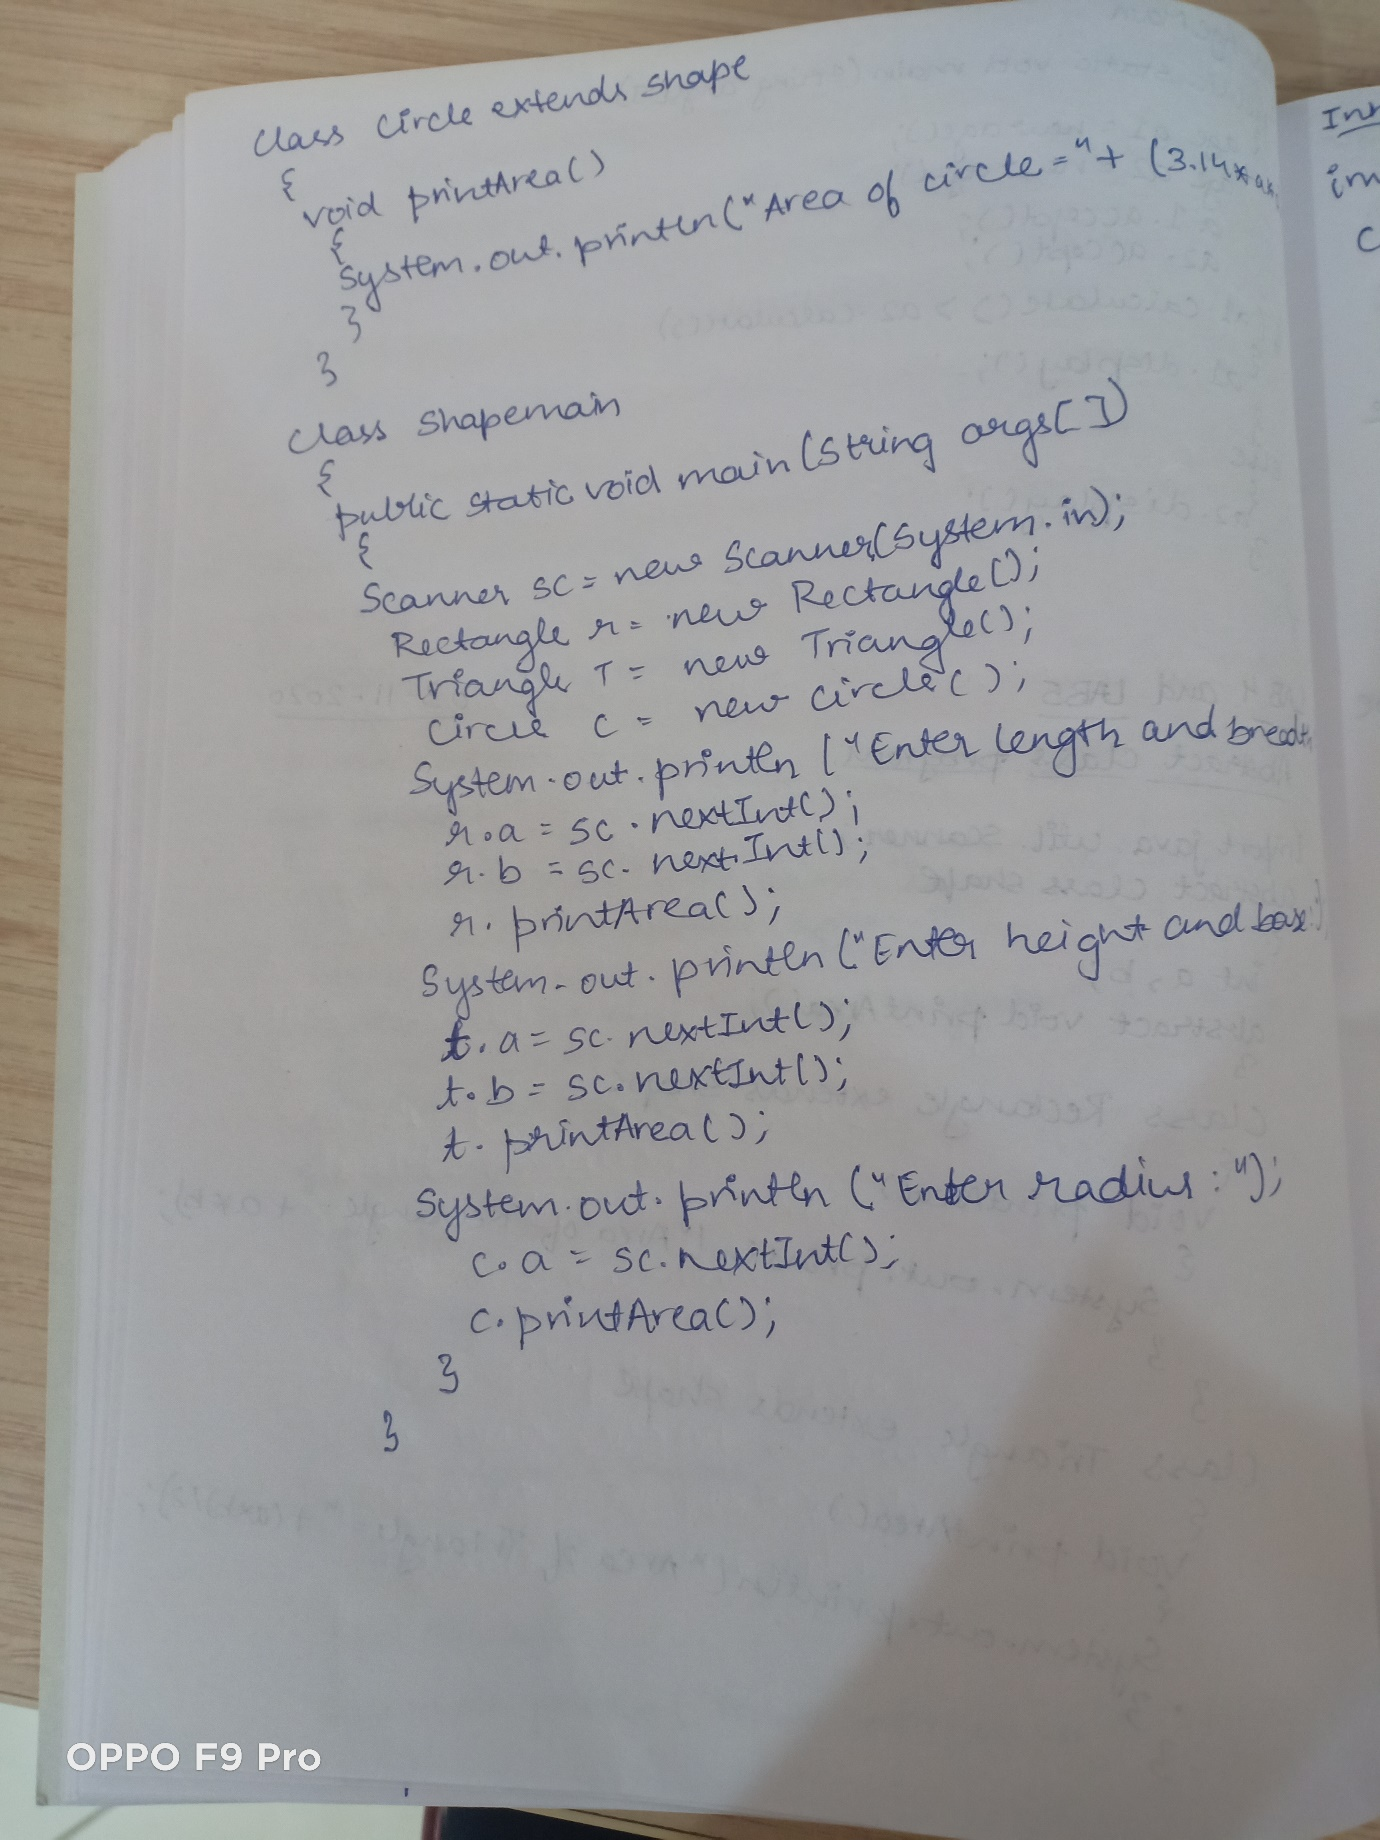 class Circle extends shape
{
void printArea()
{
System.out.println("Area of circle ="+ (3.14*a*
}
}
class Shapemain
{
public static void main(String args[])
{
Scanner sc = new Scanner(System.in);
Rectangle r = new Rectangle();
Triangle T = new Triangle();
Circle c = new circle();
System.out.println ("Enter length and breadth
r.a = sc.nextInt();
r.b = sc.nextInt();
r.printArea();
System.out.println ("Enter height and base
t.a = sc.nextInt();
t.b = sc.nextInt();
t.printArea();
System.out.println ("Enter radius : ");
c.a = sc.nextInt();
c.printArea();
}
}
im
C
OPPO F9 Pro